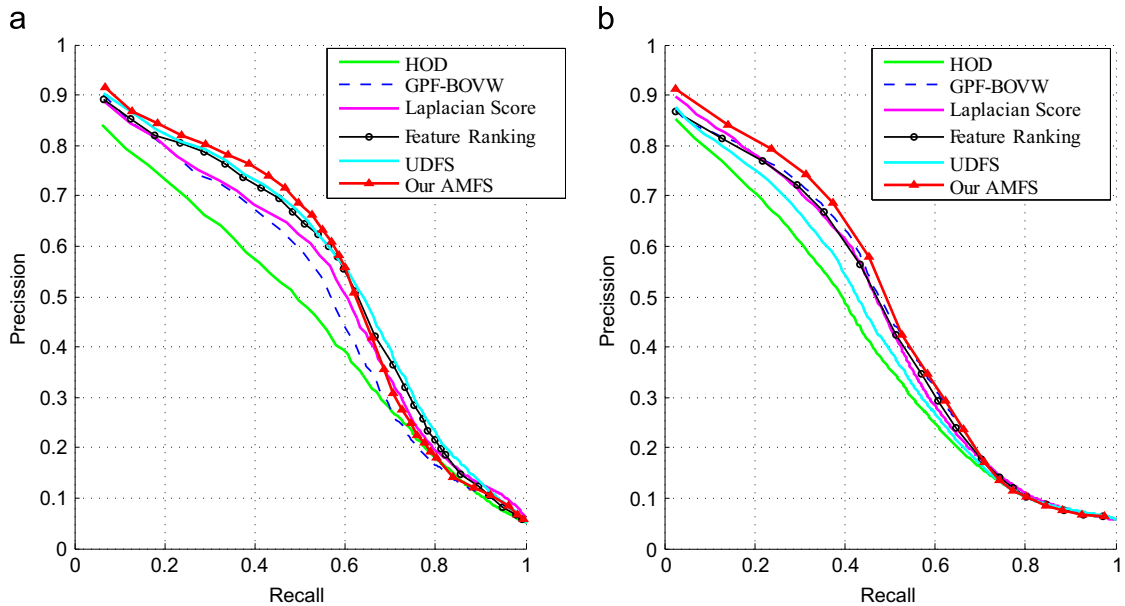 a
1
0.9
0.8
0.7
0.6
0.5
0.4
0.3
0.2
0.1
0
Precission
0
0.2
0.4
0.6
0.8
1
Recall
HOD
GPF-BOVW
Laplacian Score
Feature Ranking
UDFS
Our AMFS
b
1
0.9
0.8
0.7
0.6
0.5
0.4
0.3
0.2
0.1
0
Precission
0
0.2
0.4
0.6
0.8
1
Recall
HOD
GPF-BOVW
Laplacian Score
Feature Ranking
UDFS
Our AMFS